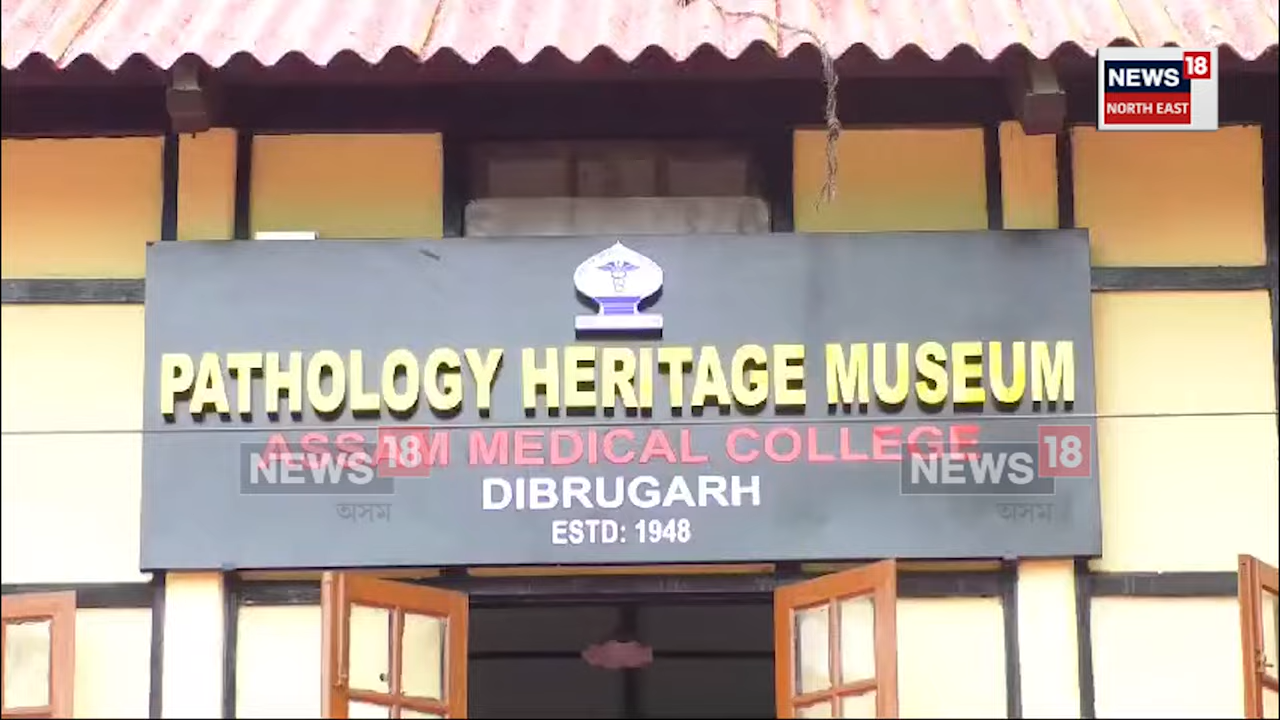 NEWS 18
NORTH EAST
PATHOLOGY HERITAGE MUSEUM
ASSAM MEDICAL COLLEGE
NEWS 18
অসম
NEWS 18
অসম
DIBRUGARH
ESTD: 1948